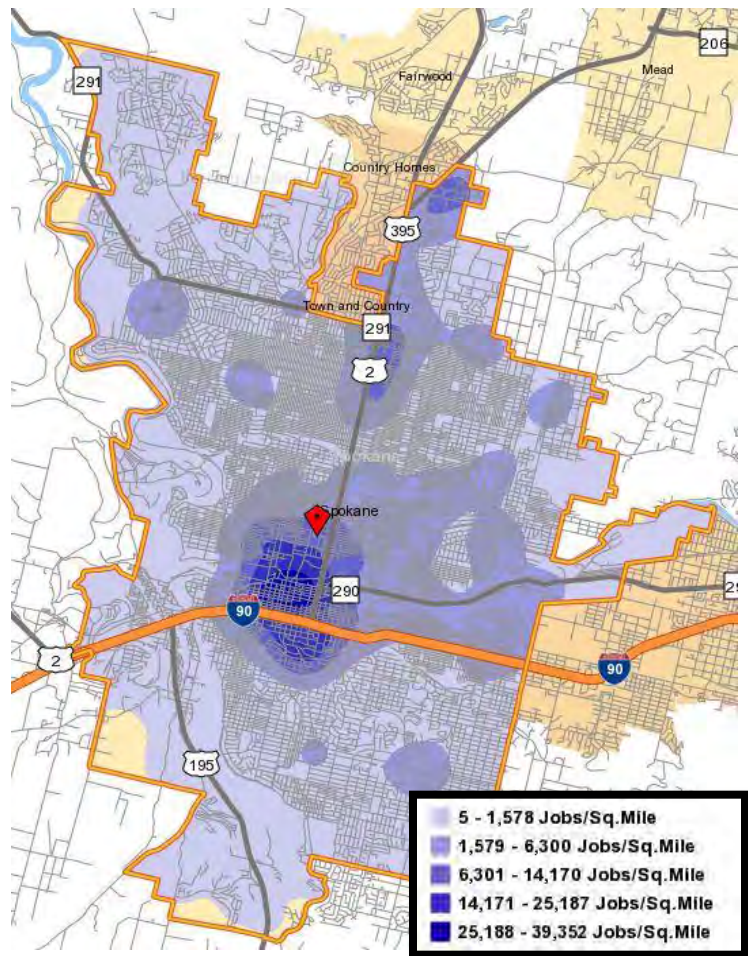 206
291
Fairwood
Mead
Country Homes
395
Town and Country
291
2
Spokane
Spokane
290
90
2
90
195
5 - 1,578 Jobs/Sq.Mile
1,579 - 6,300 Jobs/Sq.Mile
6,301 - 14,170 Jobs/Sq.Mile
14,171 - 25,187 Jobs/Sq.Mile
25,188 - 39,352 Jobs/Sq.Mile